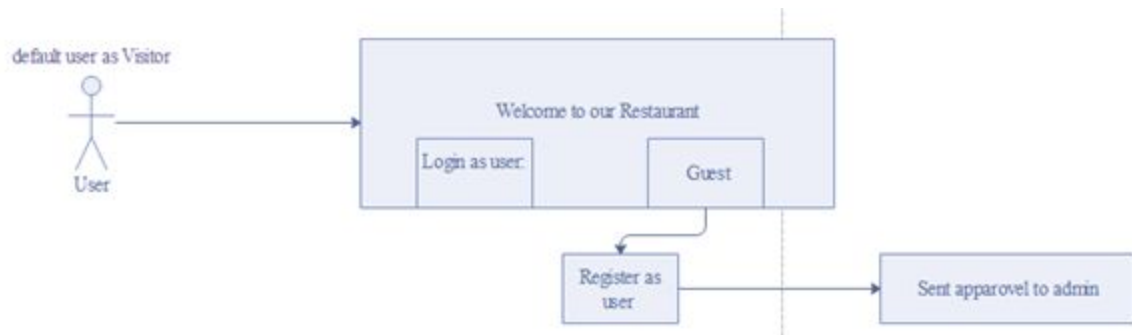 default user as Visitor
User
Welcome to our Restaurant
Login as user:
Guest
Register as
user
Sent apparovel to admin